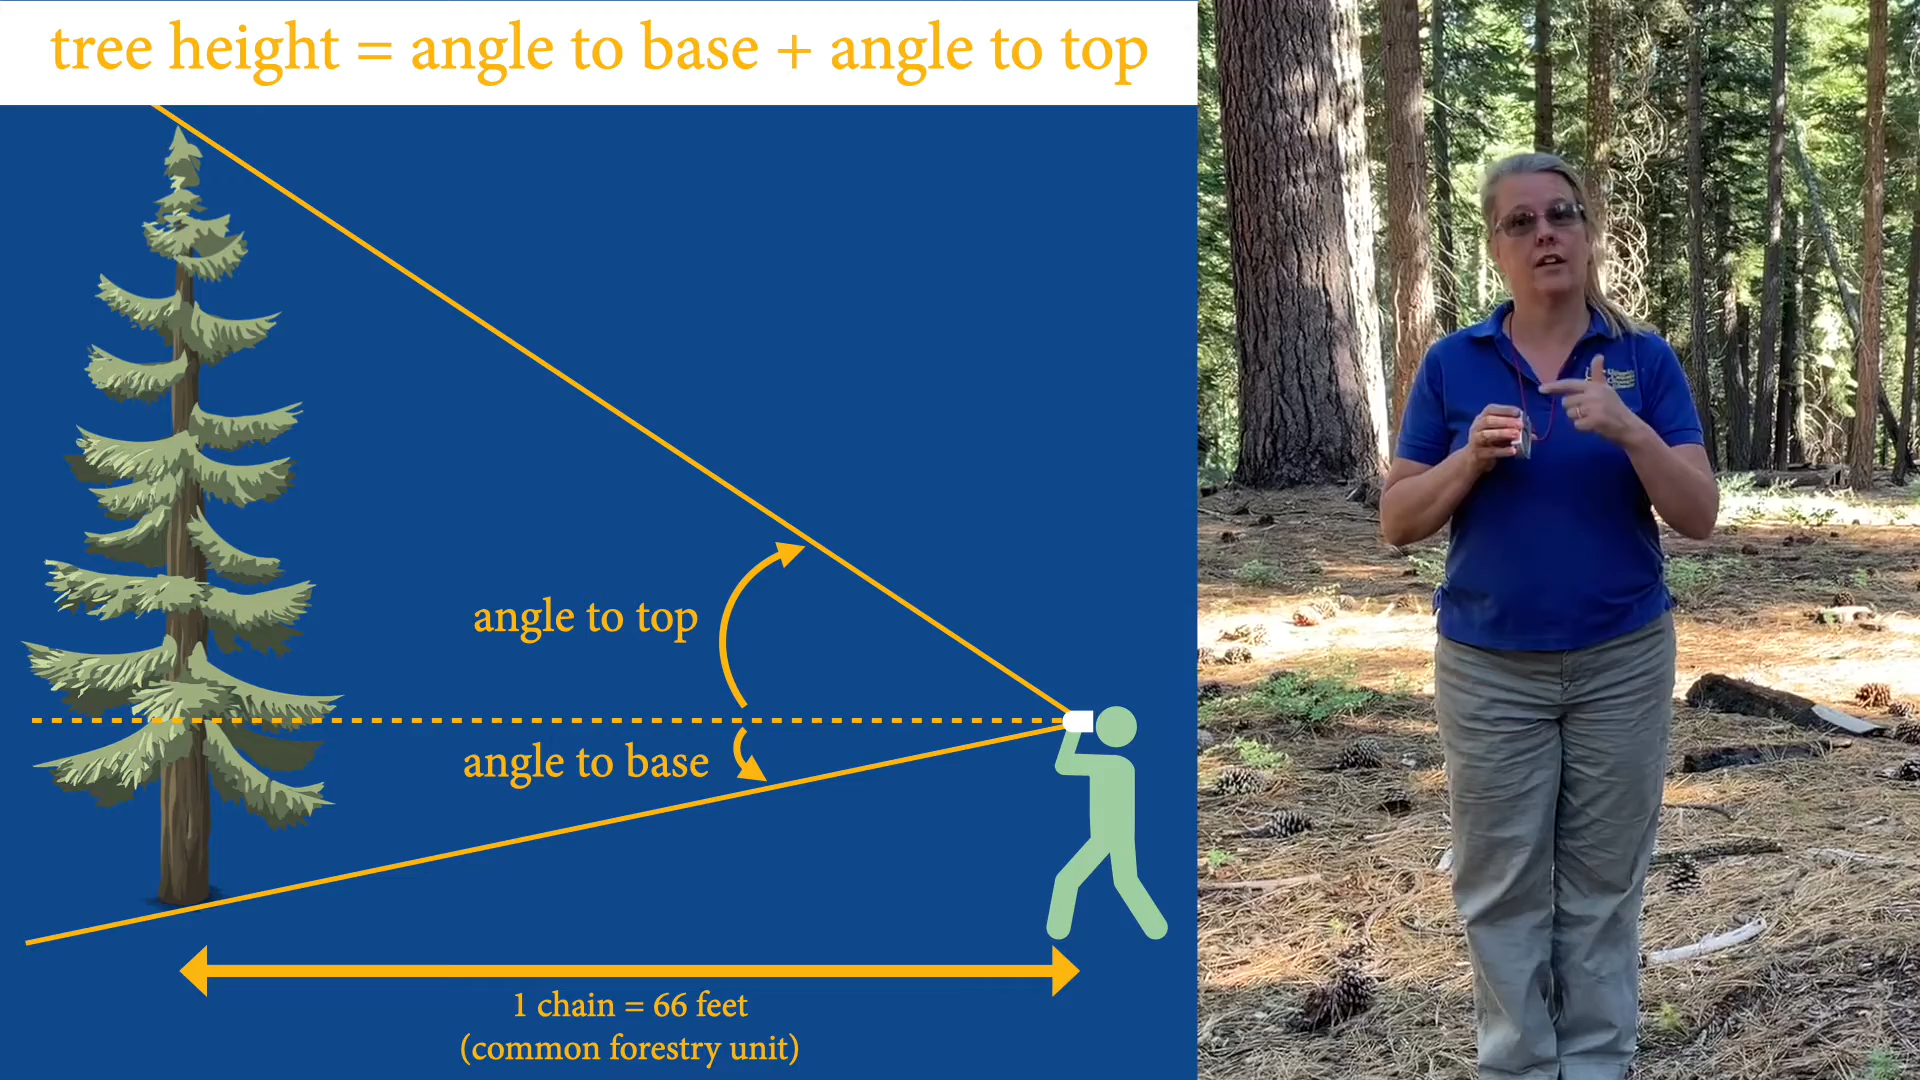 tree height = angle to base + angle to top
angle to top
angle to base
1 chain = 66 feet
(common forestry unit)